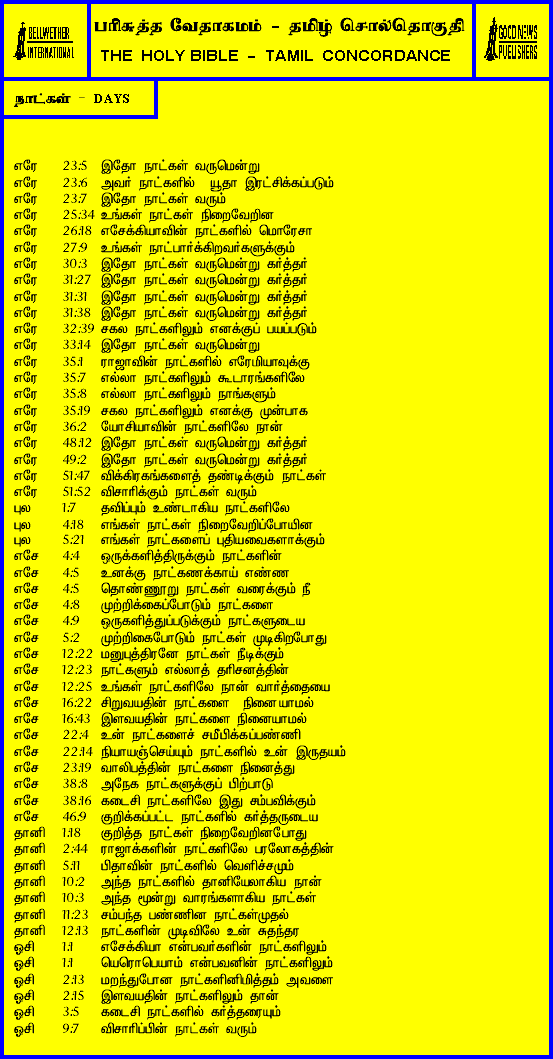 BELLWETHER
INTERNATIONAL
பரிசுத்த வேதாகமம் - தமிழ் சொல்தொகுதி
THE HOLY BIBLE - TAMIL CONCORDANCE
GOOD NEWS
PUBLISHERS
நாட்கள் - DAYS
எரே 23:5 இதோ நாட்கள் வருமென்று
எரே 23:6 அவர் நாட்களில் யூதா இரட்சிக்கப்படும்
எரே 23:7 இதோ நாட்கள் வரும்
எரே 25:34 உங்கள் நாட்கள் நிறைவேறின
எரே 26:18 எசேக்கியாவின் நாட்களில் மொரேசா
எரே 27:9 உங்கள் நாட்பார்க்கிறவர்களுக்கும்
எரே 30:3 இதோ நாட்கள் வருமென்று கர்த்தர்
எரே 31:27 இதோ நாட்கள் வருமென்று கர்த்தர்
எரே 31:31 இதோ நாட்கள் வருமென்று கர்த்தர்
எரே 31:38 இதோ நாட்கள் வருமென்று கர்த்தர்
எரே 32:39 சகல நாட்களிலும் எனக்குப் பயப்படும்
எரே 33:14 இதோ நாட்கள் வருமென்று
எரே 35:1 ராஜாவின் நாட்களில் எரேமியாவுக்கு
எரே 35:7 எல்லா நாட்களிலும் கூடாரங்களிலே
எரே 35:8 எல்லா நாட்களிலும் நாங்களும்
எரே 35:19 சகல நாட்களிலும் எனக்கு முன்பாக
எரே 36:2 யோசியாவின் நாட்களிலே நான்
எரே 48:12 இதோ நாட்கள் வருமென்று கர்த்தர்
எரே 49:2 இதோ நாட்கள் வருமென்று கர்த்தர்
எரே 51:47 விக்கிரகங்களைத் தண்டிக்கும் நாட்கள்
எரே 51:52 விசாரிக்கும் நாட்கள் வரும்
புல 1:7 தவிப்பும் உண்டாகிய நாட்களிலே
புல 4:18 எங்கள் நாட்கள் நிறைவேறிப்போயின
புல 5:21 எங்கள் நாட்களைப் புதியவைகளாக்கும்
எசே 4:4 ஒருக்களித்திருக்கும் நாட்களின்
எசே 4:5 உனக்கு நாட்கணக்காய் எண்ண
எசே 4:5 தொண்ணூறு நாட்கள் வரைக்கும் நீ
எசே 4:8 முற்றிக்கைப்போடும் நாட்களை
எசே 4:9 ஒருகளித்துப்படுக்கும் நாட்களுடைய
எசே 5:2 முற்றிகைபோடும் நாட்கள் முடிகிறபோது
எசே 12:22 மனுபுத்திரனே நாட்கள் நீடிக்கும்
எசே 12:23 நாட்களும் எல்லாத் தரிசனத்தின்
எசே 12:25 உங்கள் நாட்களிலே நான் வார்த்தையை
எசே 16:22 சிறுவயதின் நாட்களை நினையாமல்
எசே 16:43 இளவயதின் நாட்களை நினையாமல்
எசே 22:4 உன் நாட்களைச் சமீபிக்கப்பண்ணி
எசே 22:14 நியாயஞ்செய்யும் நாட்களில் உன் இருதயம்
எசே 23:19 வாலிபத்தின் நாட்களை நினைத்து
எசே 38:8 அநேக நாட்களுக்குப் பிற்பாடு
எசே 38:16 கடைசி நாட்களிலே இது சம்பவிக்கும்
எசே 46:9 குறிக்கப்பட்ட நாட்களில் கர்த்தருடைய
தானி 1:18 குறித்த நாட்கள் நிறைவேறினபோது
தானி 2:44 ராஜாக்களின் நாட்களிலே பரலோகத்தின்
தானி 5:11 பிதாவின் நாட்களில் வெளிச்சமும்
தானி 10:2 அந்த நாட்களில் தானியேலாகிய நான்
தானி 10:3 அந்த மூன்று வாரங்களாகிய நாட்கள்
தானி 11:23 சம்பந்த பண்ணின நாட்கள்முதல்
தானி 12:13 நாட்களின் முடிவிலே உன் சுதந்தர
ஓசி 1:1 எசேக்கியா என்பவர்களின் நாட்களிலும்
ஓசி 1:1 யெரொபெயாம் என்பவனின் நாட்களிலும்
ஓசி 2:13 மறந்துபோன நாட்களினிமித்தம் அவளை
ஓசி 2:15 இளவயதின் நாட்களிலும் தான்
ஓசி 3:5 கடைசி நாட்களில் கர்த்தரையும்
ஓசி 9:7 விசாரிப்பின் நாட்கள் வரும்